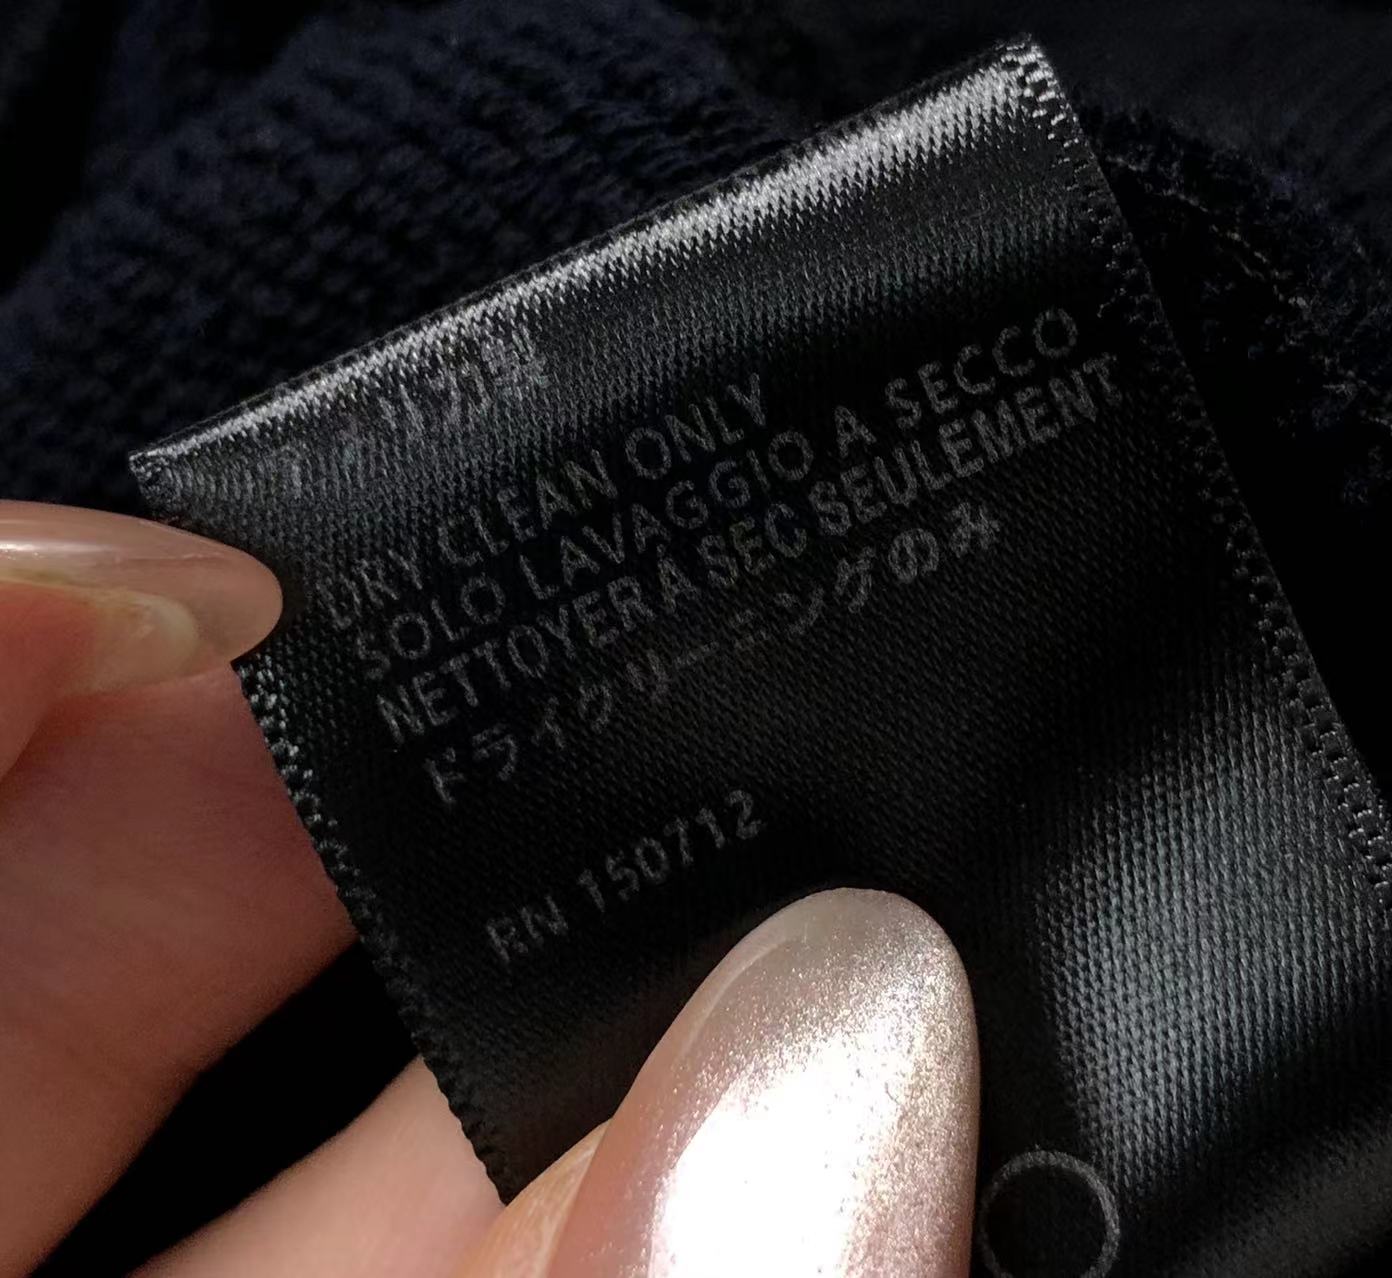 DRY CLEAN ONLY
SOLO LAVAGGIO A SECCO
NETTOYER A SEC SEULEMENT
ドライクリーニングのみ
RN 150712